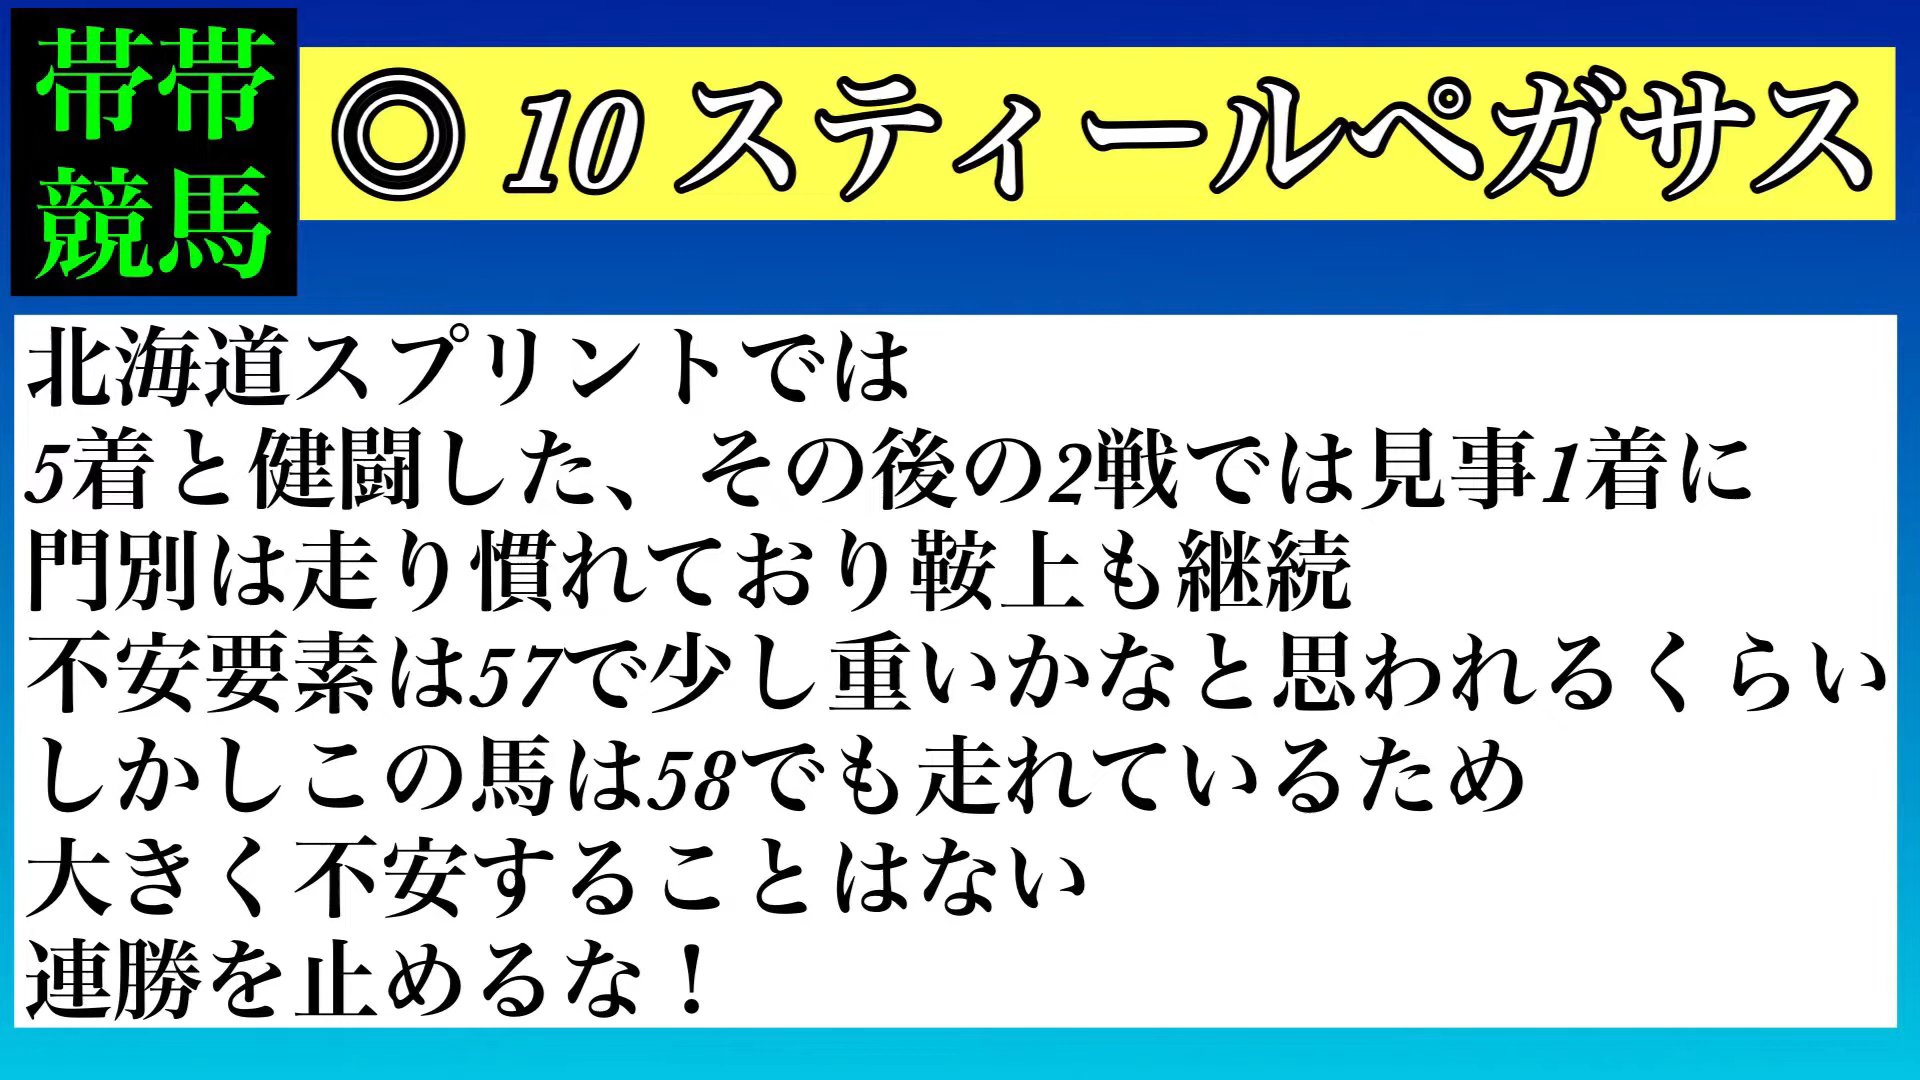 帯帯
競馬
◎ 10 スティールペガサス
北海道スプリントでは
5着と健闘した、その後の2戦では見事1着に
門別は走り慣れており鞍上も継続
不安要素は57で少し重いかなと思われるくらい
しかしこの馬は58でも走れているため
大きく不安することはない
連勝を止めるな！